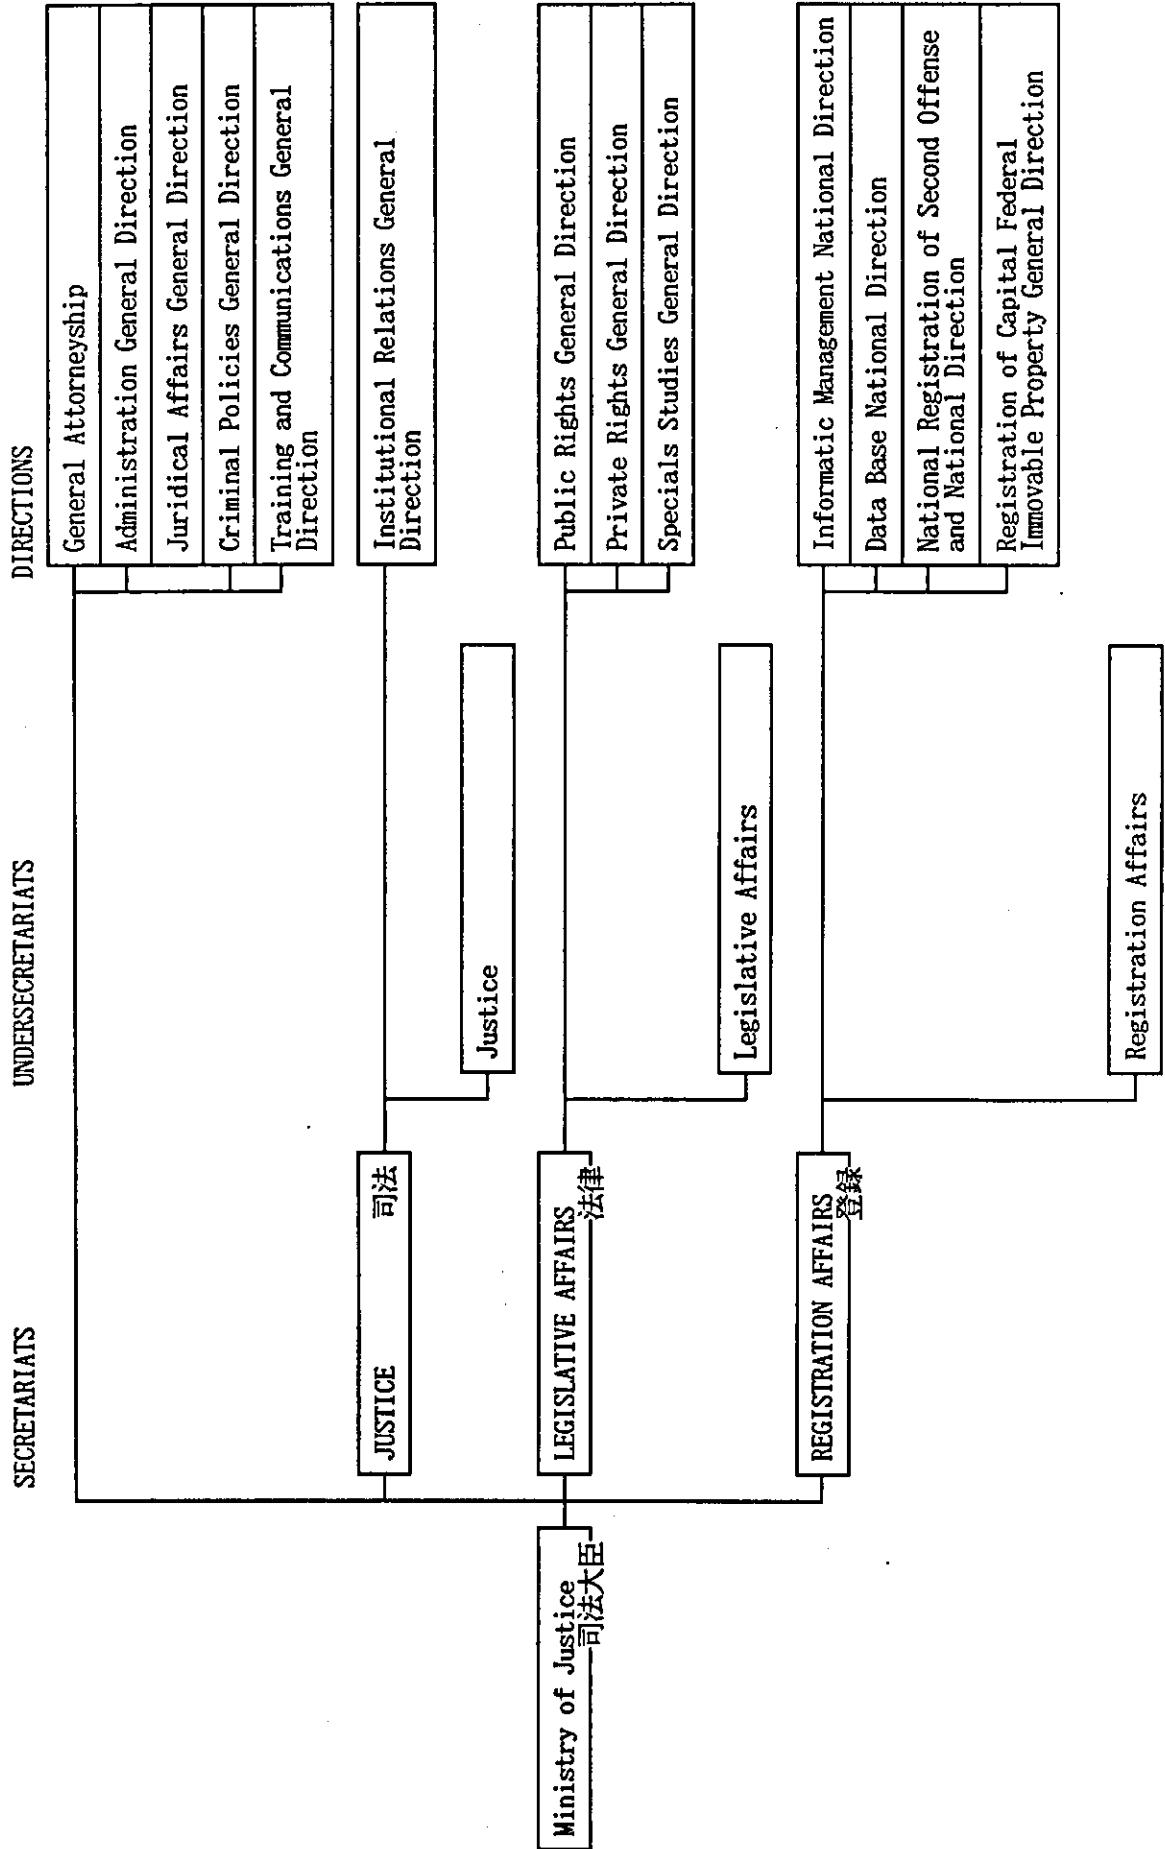 SECRETARIATS
UNDERSECRETARIATS
DIRECTIONS
Ministry of Justice
司法大臣
General Attorneyship
Administration General Direction
Juridical Affairs General Direction
Criminal Policies General Direction
Training and Communications General
Direction
JUSTICE 司法
Institutional Relations General
Direction
Justice
LEGISLATIVE AFFAIRS
法律
Public Rights General Direction
Private Rights General Direction
Specials Studies General Direction
Legislative Affairs
REGISTRATION AFFAIRS
登録
Informatic Management National Direction
Data Base National Direction
National Registration of Second Offense
and National Direction
Registration of Capital Federal
Immovable Property General Direction
Registration Affairs